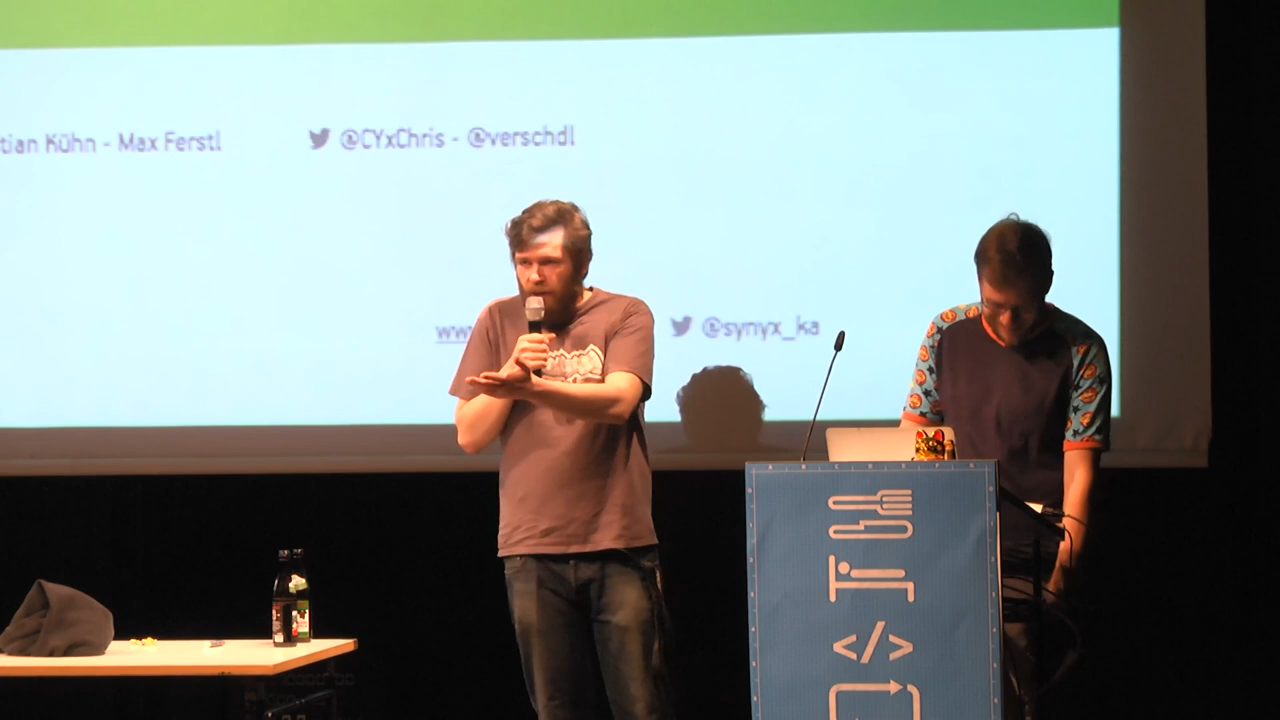 tian Kühn - Max Ferstl @CYxChris - @verschdl
@synyx_ka
</>